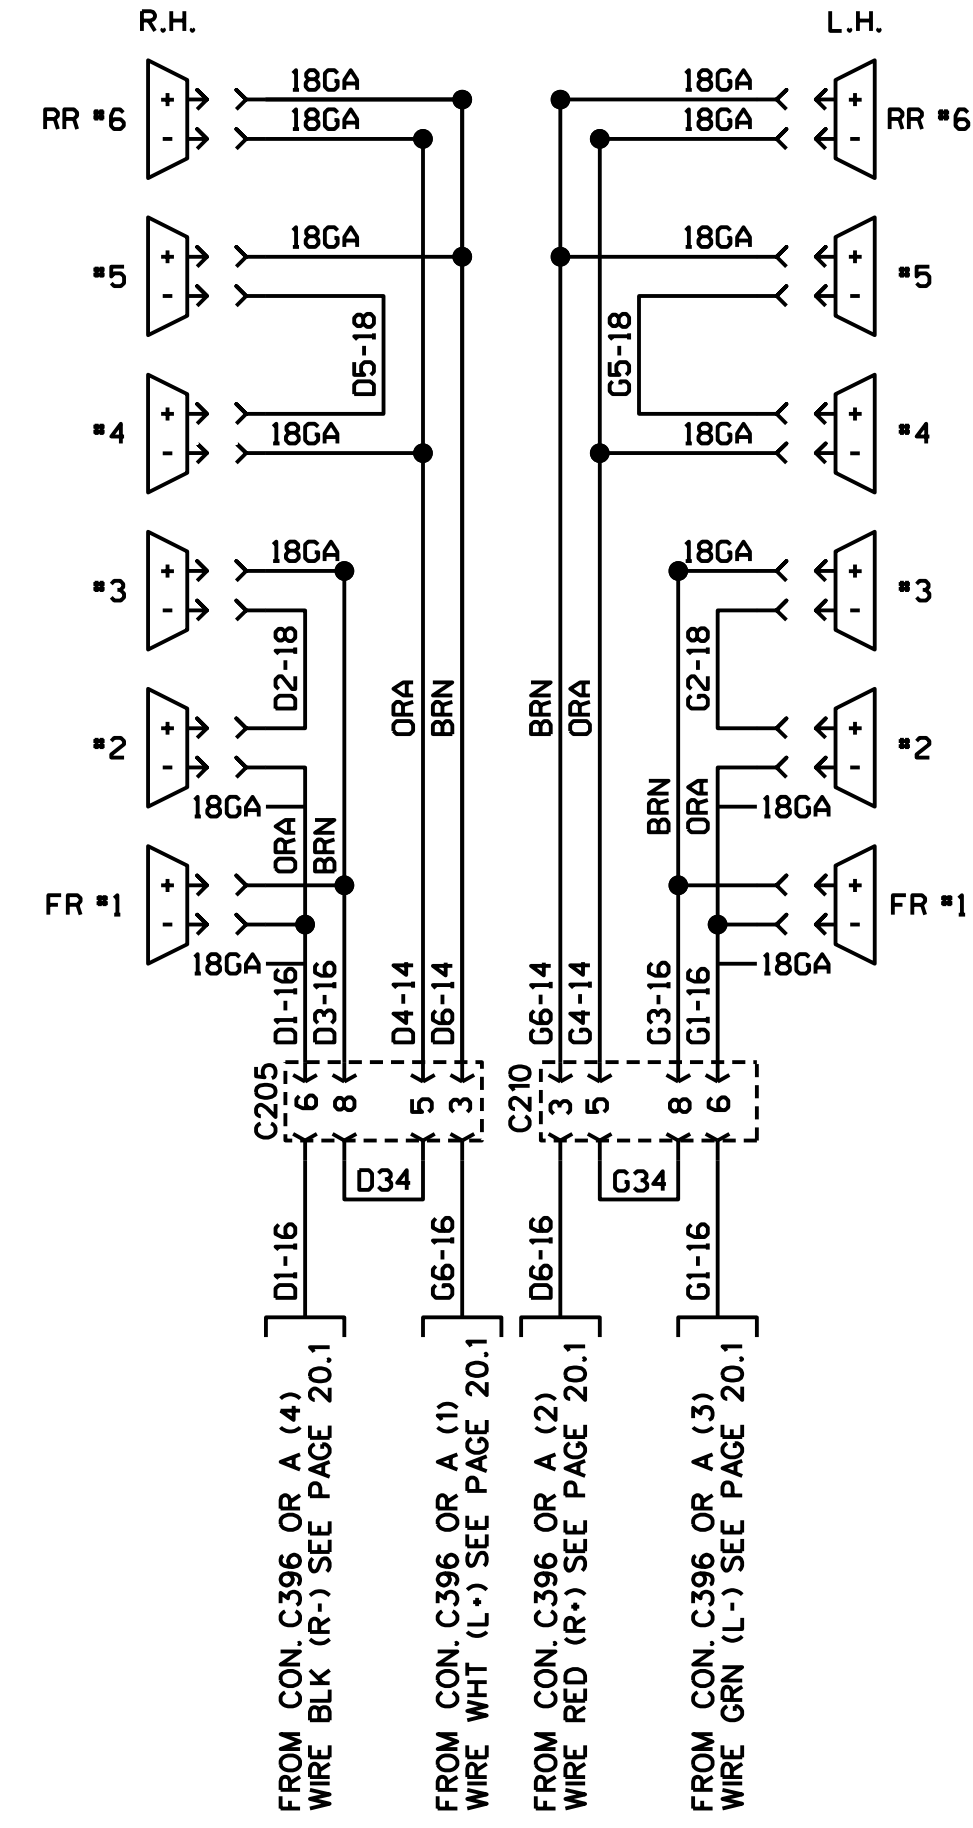 R.H.
L.H.
18GA
18GA
RR #6
+
-
18GA
18GA
+
-
RR #6
18GA
18GA
#5
+
-
+
-
#5
D5-18
G5-18
#4
+
-
18GA
18GA
+
-
#4
18GA
18GA
#3
+
-
+
-
#3
D2-18
G2-18
ORA
BRN
BRN
ORA
#2
+
-
+
-
#2
18GA
18GA
ORA
BRN
BRN
ORA
FR #1
+
-
+
-
FR #1
18GA
18GA
D1-16
D3-16
D4-14
D6-14
G6-14
G4-14
G3-16
G1-16
C205
6
8
5
3
C210
3
5
8
6
D34
G34
D1-16
G6-16
D6-16
G1-16
FROM CON. C396 OR A (4)
WIRE BLK (R-) SEE PAGE 20.1
FROM CON. C396 OR A (1)
WIRE WHT (L+) SEE PAGE 20.1
FROM CON. C396 OR A (2)
WIRE RED (R+) SEE PAGE 20.1
FROM CON. C396 OR A (3)
WIRE GRN (L-) SEE PAGE 20.1